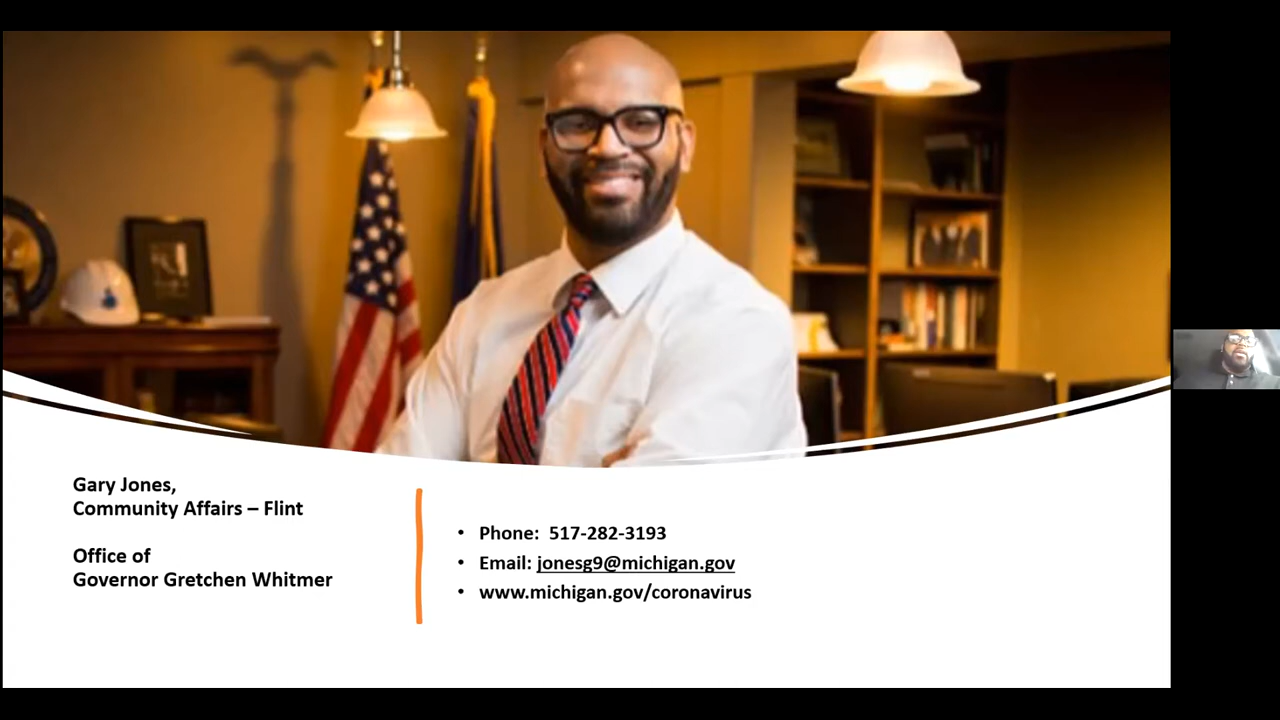 Gary Jones,
Community Affairs – Flint
Office of
Governor Gretchen Whitmer
• Phone: 517-282-3193
• Email: jonesg9@michigan.gov
• www.michigan.gov/coronavirus